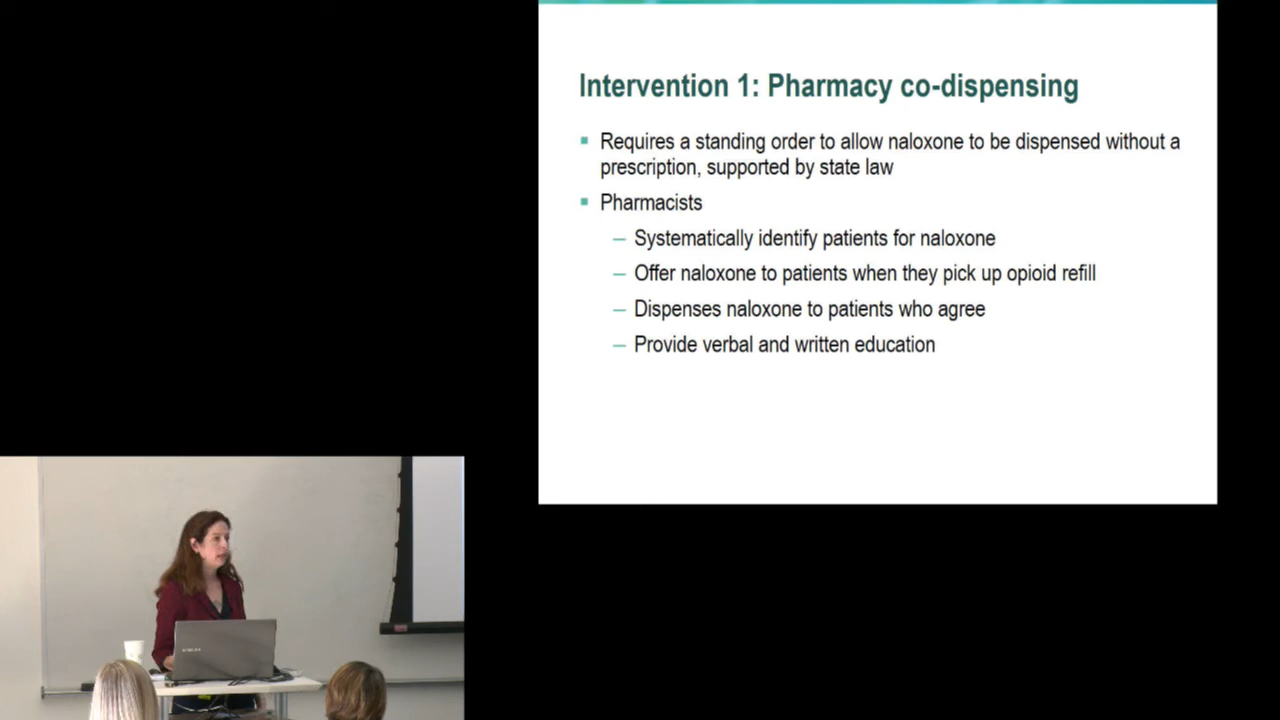 Intervention 1: Pharmacy co-dispensing
Requires a standing order to allow naloxone to be dispensed without a
prescription, supported by state law
Pharmacists
– Systematically identify patients for naloxone
– Offer naloxone to patients when they pick up opioid refill
– Dispenses naloxone to patients who agree
– Provide verbal and written education